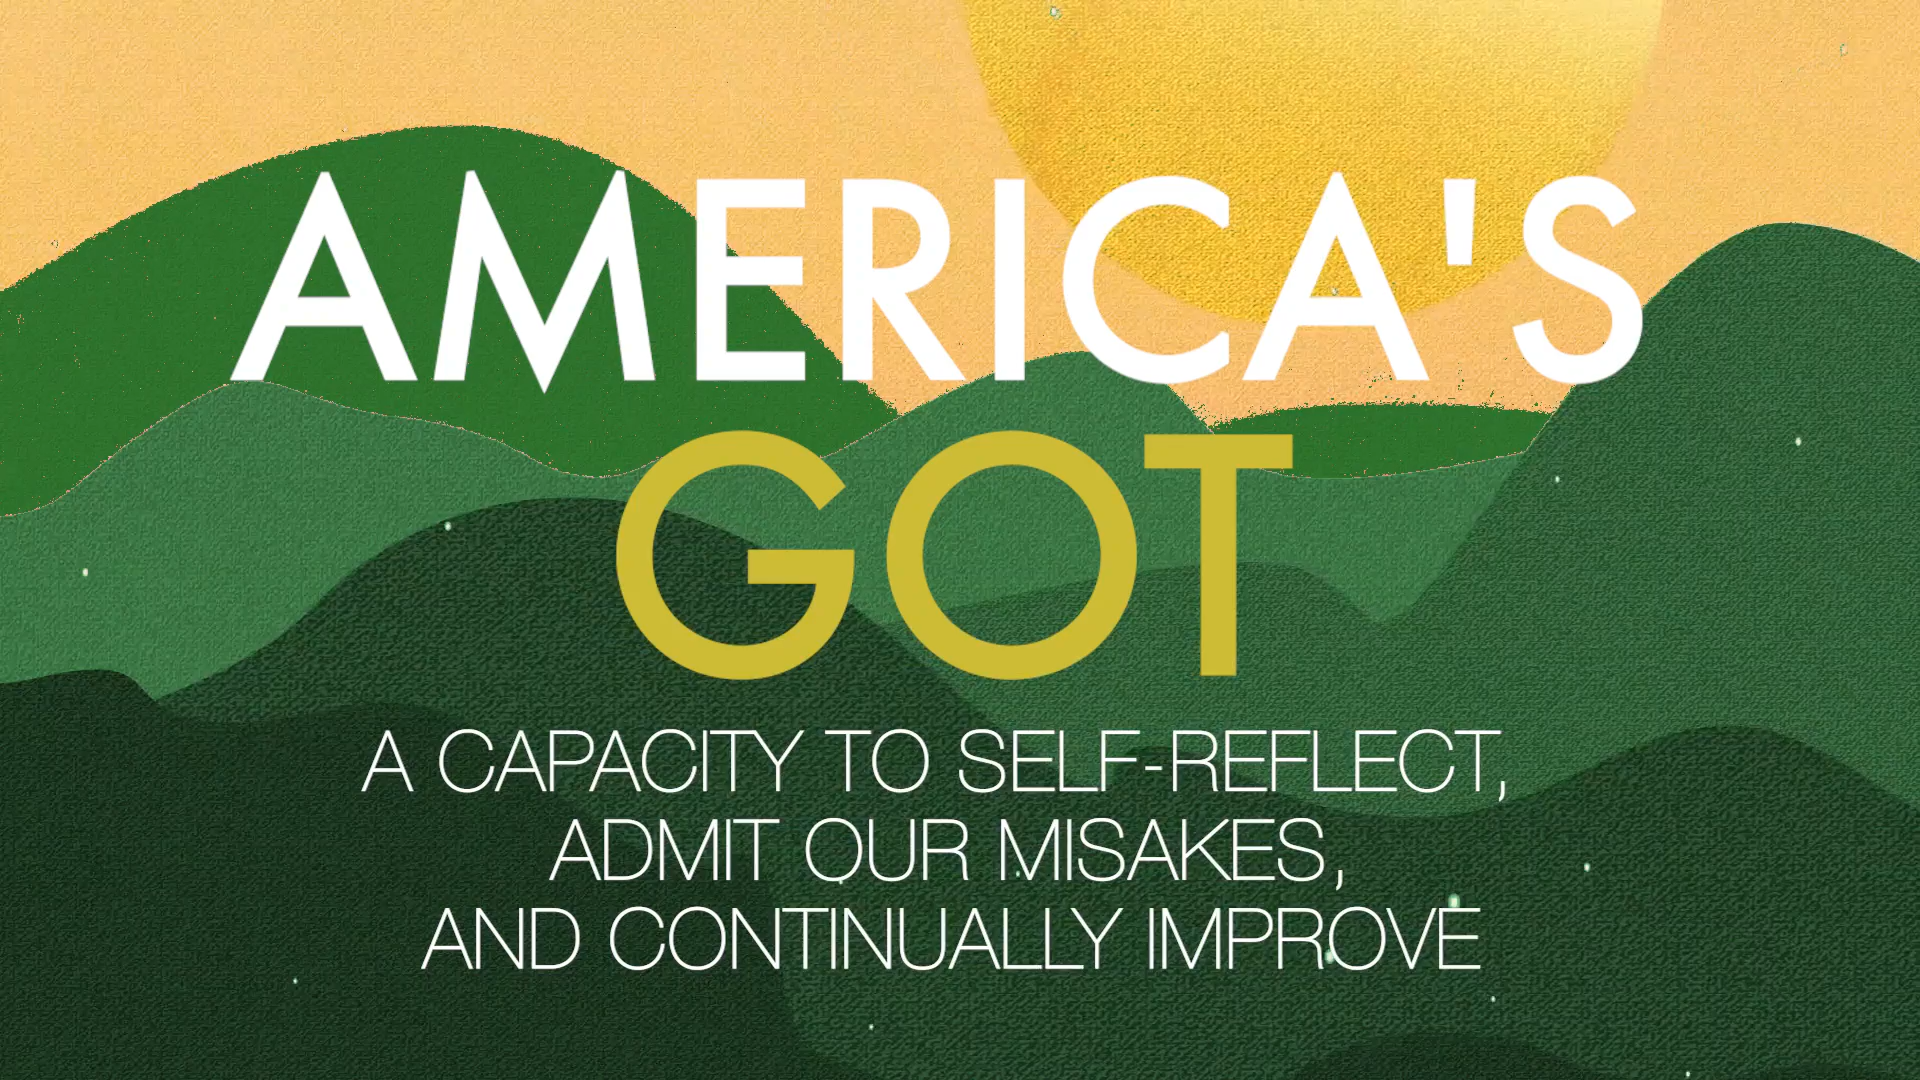 AMERICA'S
GOT
A CAPACITY TO SELF-REFLECT,
ADMIT OUR MISAKES,
AND CONTINUALLY IMPROVE